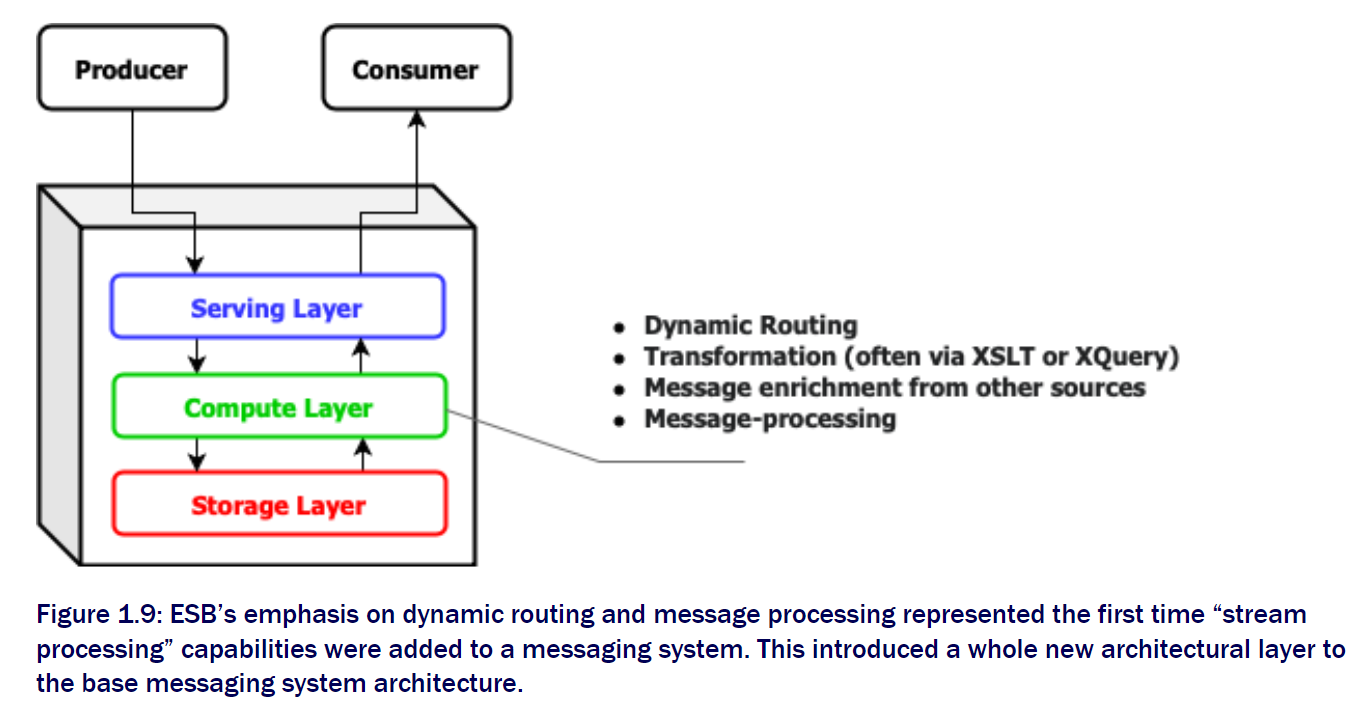 Producer
Consumer
Serving Layer
Compute Layer
Storage Layer
• Dynamic Routing
• Transformation (often via XSLT or XQuery)
• Message enrichment from other sources
• Message-processing
Figure 1.9: ESB’s emphasis on dynamic routing and message processing represented the first time “stream
processing” capabilities were added to a messaging system. This introduced a whole new architectural layer to
the base messaging system architecture.